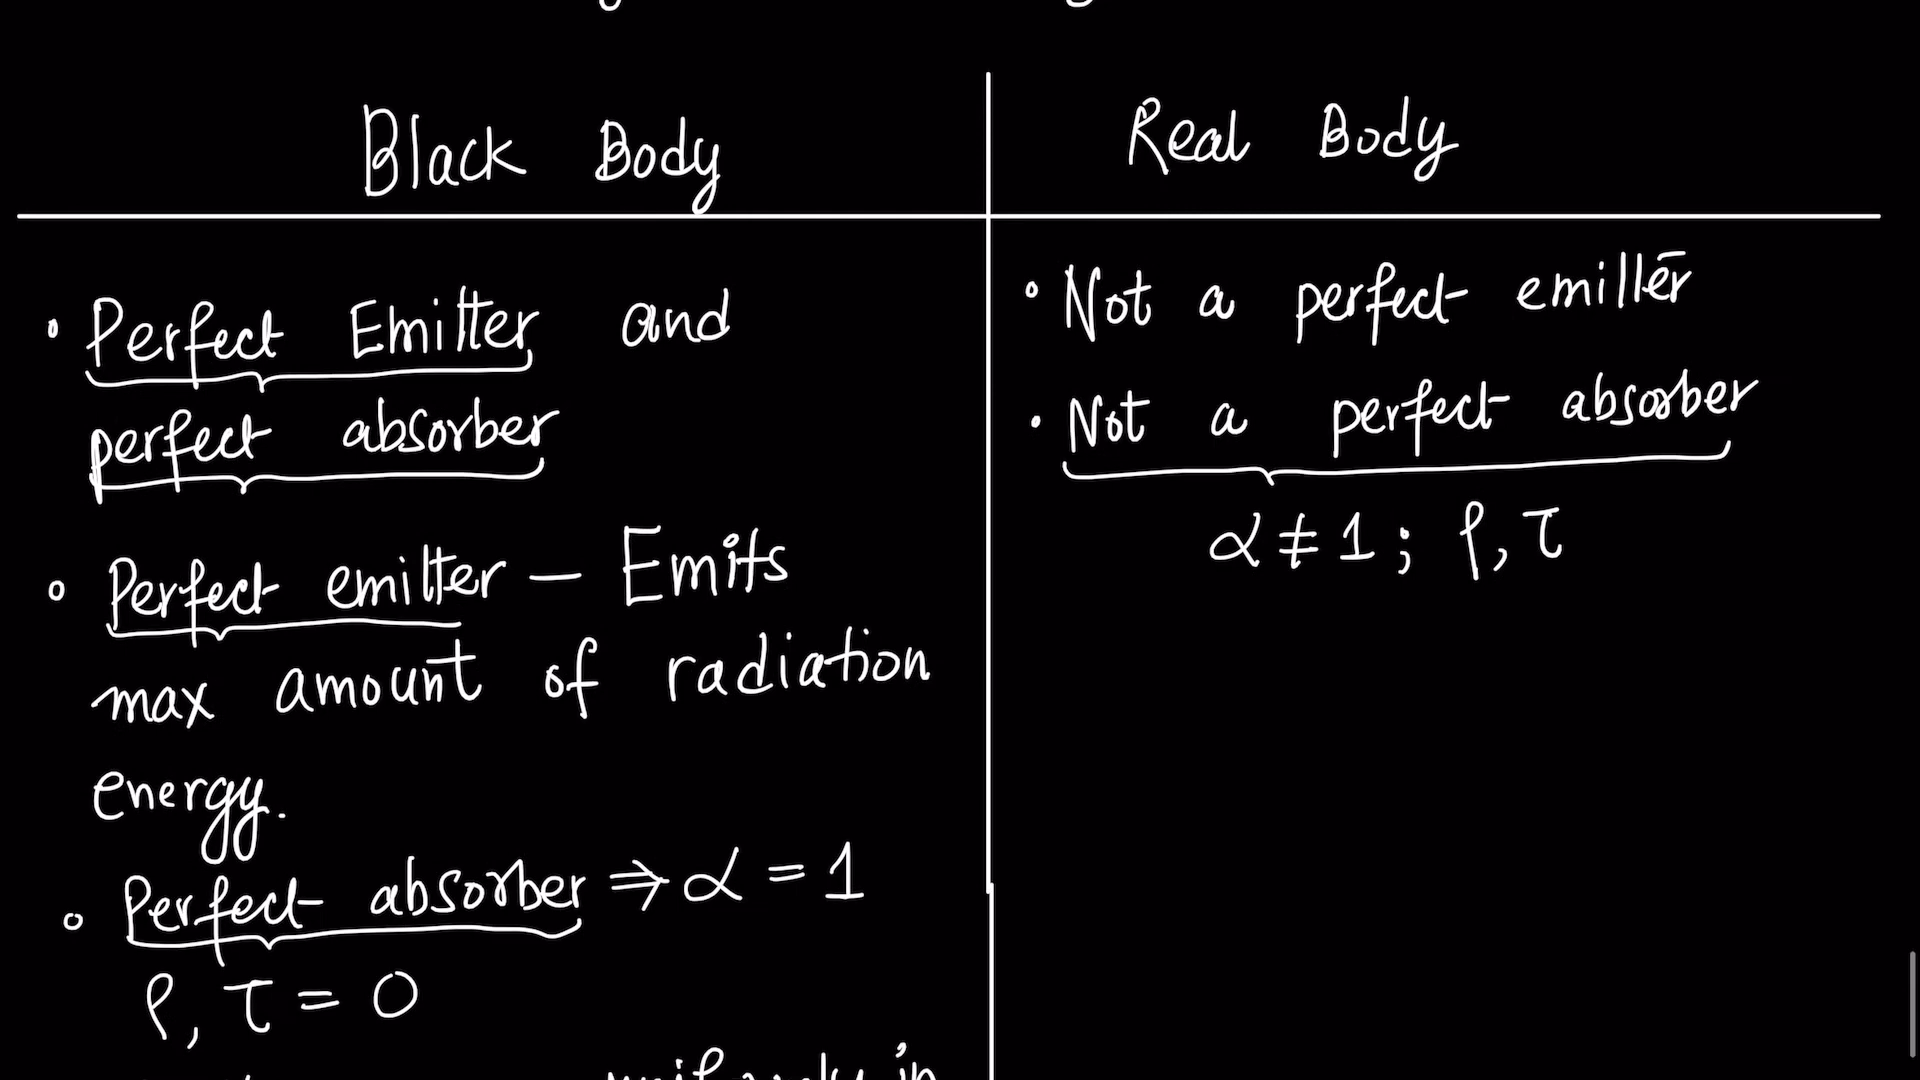 Black Body
Real Body
• Perfect Emitter and
perfect absorber
• Perfect emitter – Emits
max amount of radiation
energy.
• Perfect absorber ⇒ α = 1
ρ, τ = 0
• Not a perfect emitter
• Not a perfect absorber
α ≠ 1 ; ρ, τ